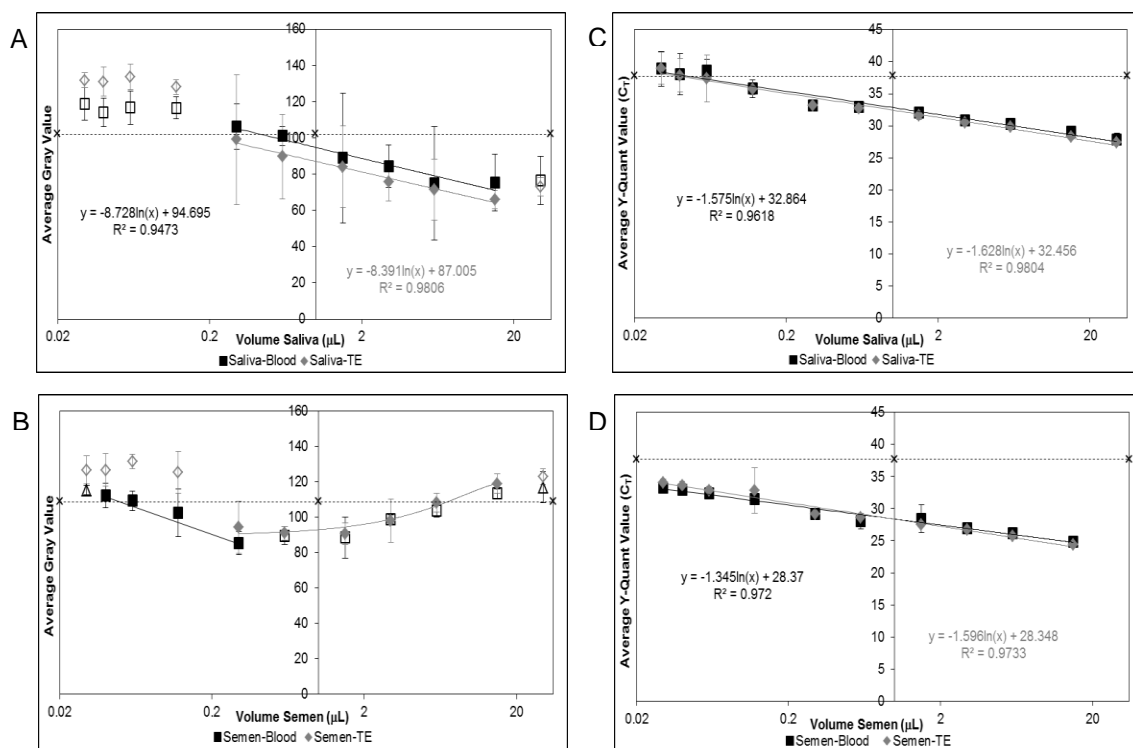 A
Average Gray Value
160
140
120
100
80
60
40
20
0
y = -8.728ln(x) + 94.695
R² = 0.9473
y = -8.391ln(x) + 87.005
R² = 0.9806
0.02
0.2
2
20
Volume Saliva (µL)
Saliva-Blood
Saliva-TE
C
Average Y-Quant Value (CT)
45
40
35
30
25
20
15
10
5
0
y = -1.575ln(x) + 32.864
R² = 0.9618
y = -1.628ln(x) + 32.456
R² = 0.9804
0.02
0.2
2
20
Volume Saliva (µL)
Saliva-Blood
Saliva-TE
B
Average Gray Value
160
140
120
100
80
60
40
20
0
0.02
0.2
2
20
Volume Semen (µL)
Semen-Blood
Semen-TE
D
Average Y-Quant Value (CT)
45
40
35
30
25
20
15
10
5
0
y = -1.345ln(x) + 28.37
R² = 0.972
y = -1.596ln(x) + 28.348
R² = 0.9733
0.02
0.2
2
20
Volume Semen (µL)
Semen-Blood
Semen-TE